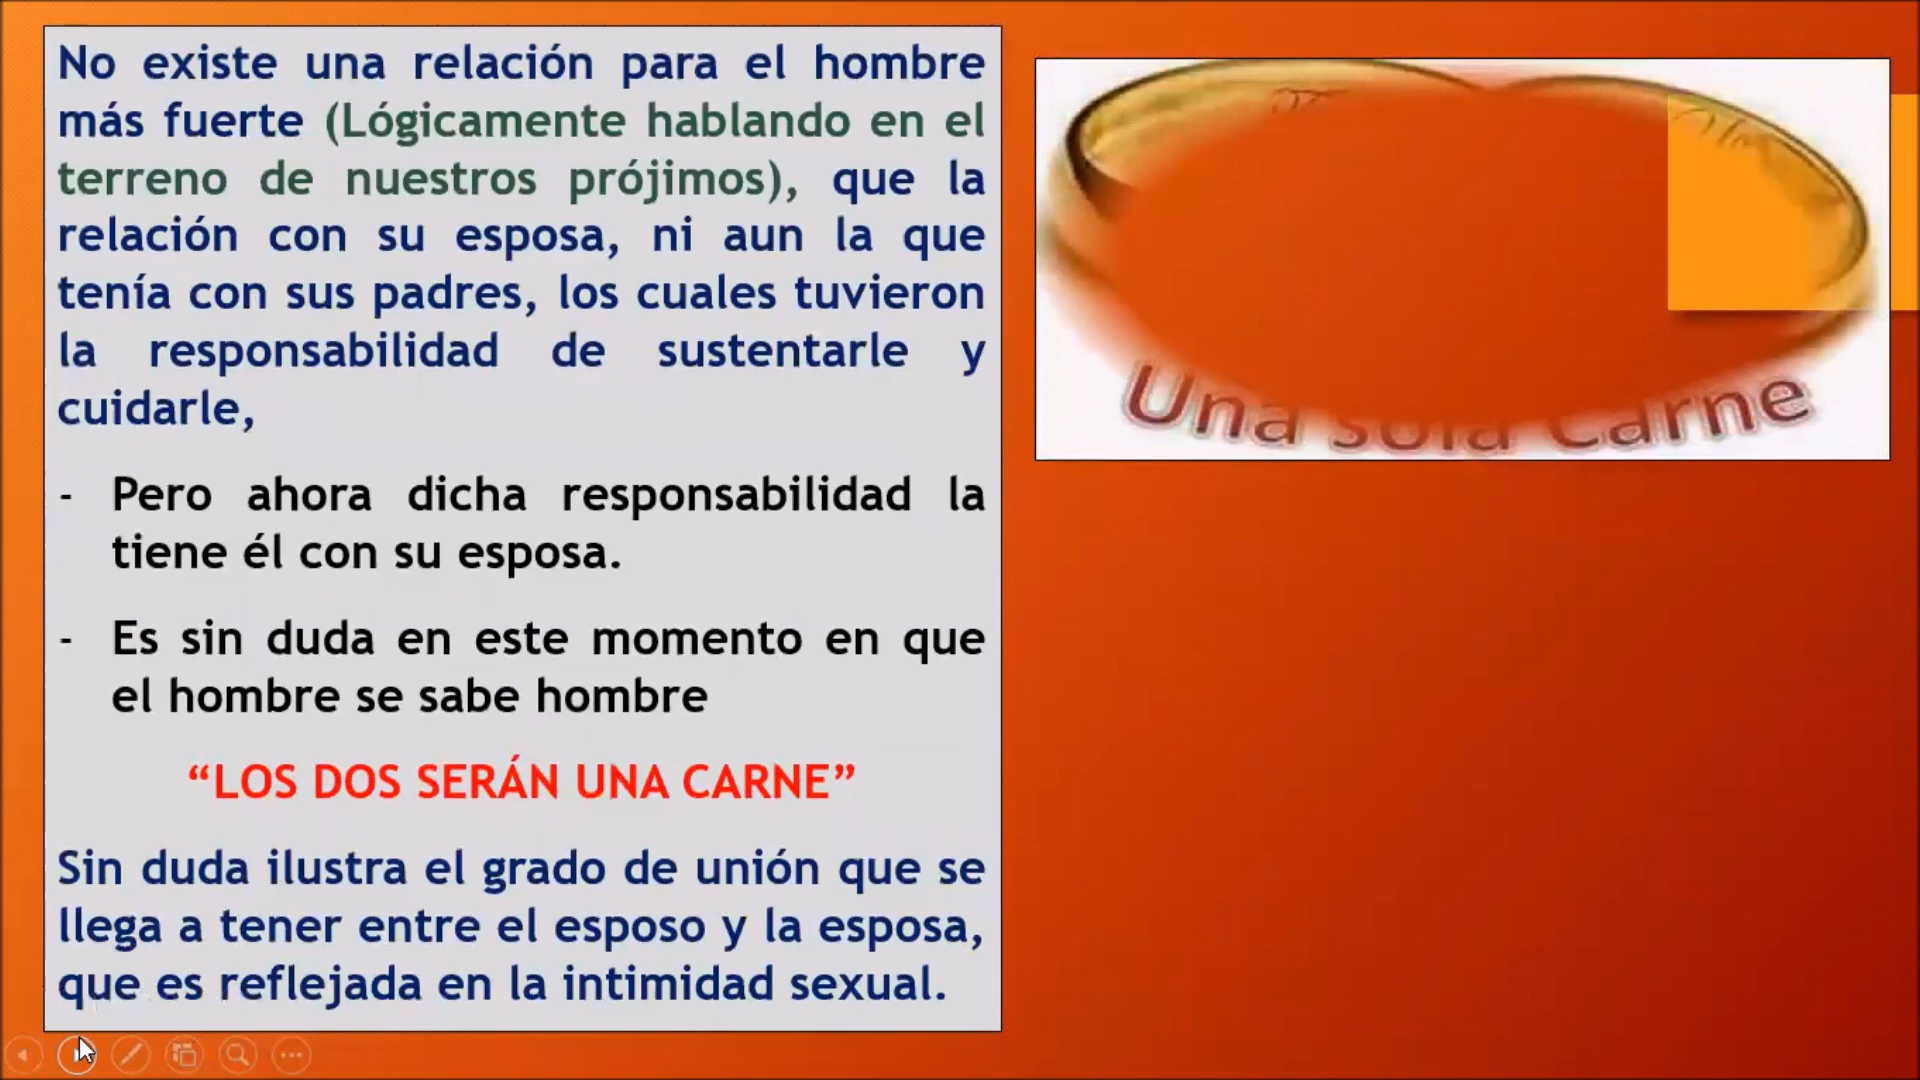 No existe una relación para el hombre
más fuerte (Lógicamente hablando en el
terreno de nuestros prójimos), que la
relación con su esposa, ni aun la que
tenía con sus padres, los cuales tuvieron
la responsabilidad de sustentarle y
cuidarle,
- Pero ahora dicha responsabilidad la
tiene él con su esposa.
- Es sin duda en este momento en que
el hombre se sabe hombre
“LOS DOS SERÁN UNA CARNE”
Sin duda ilustra el grado de unión que se
llega a tener entre el esposo y la esposa,
que es reflejada en la intimidad sexual.
Una sola Carne